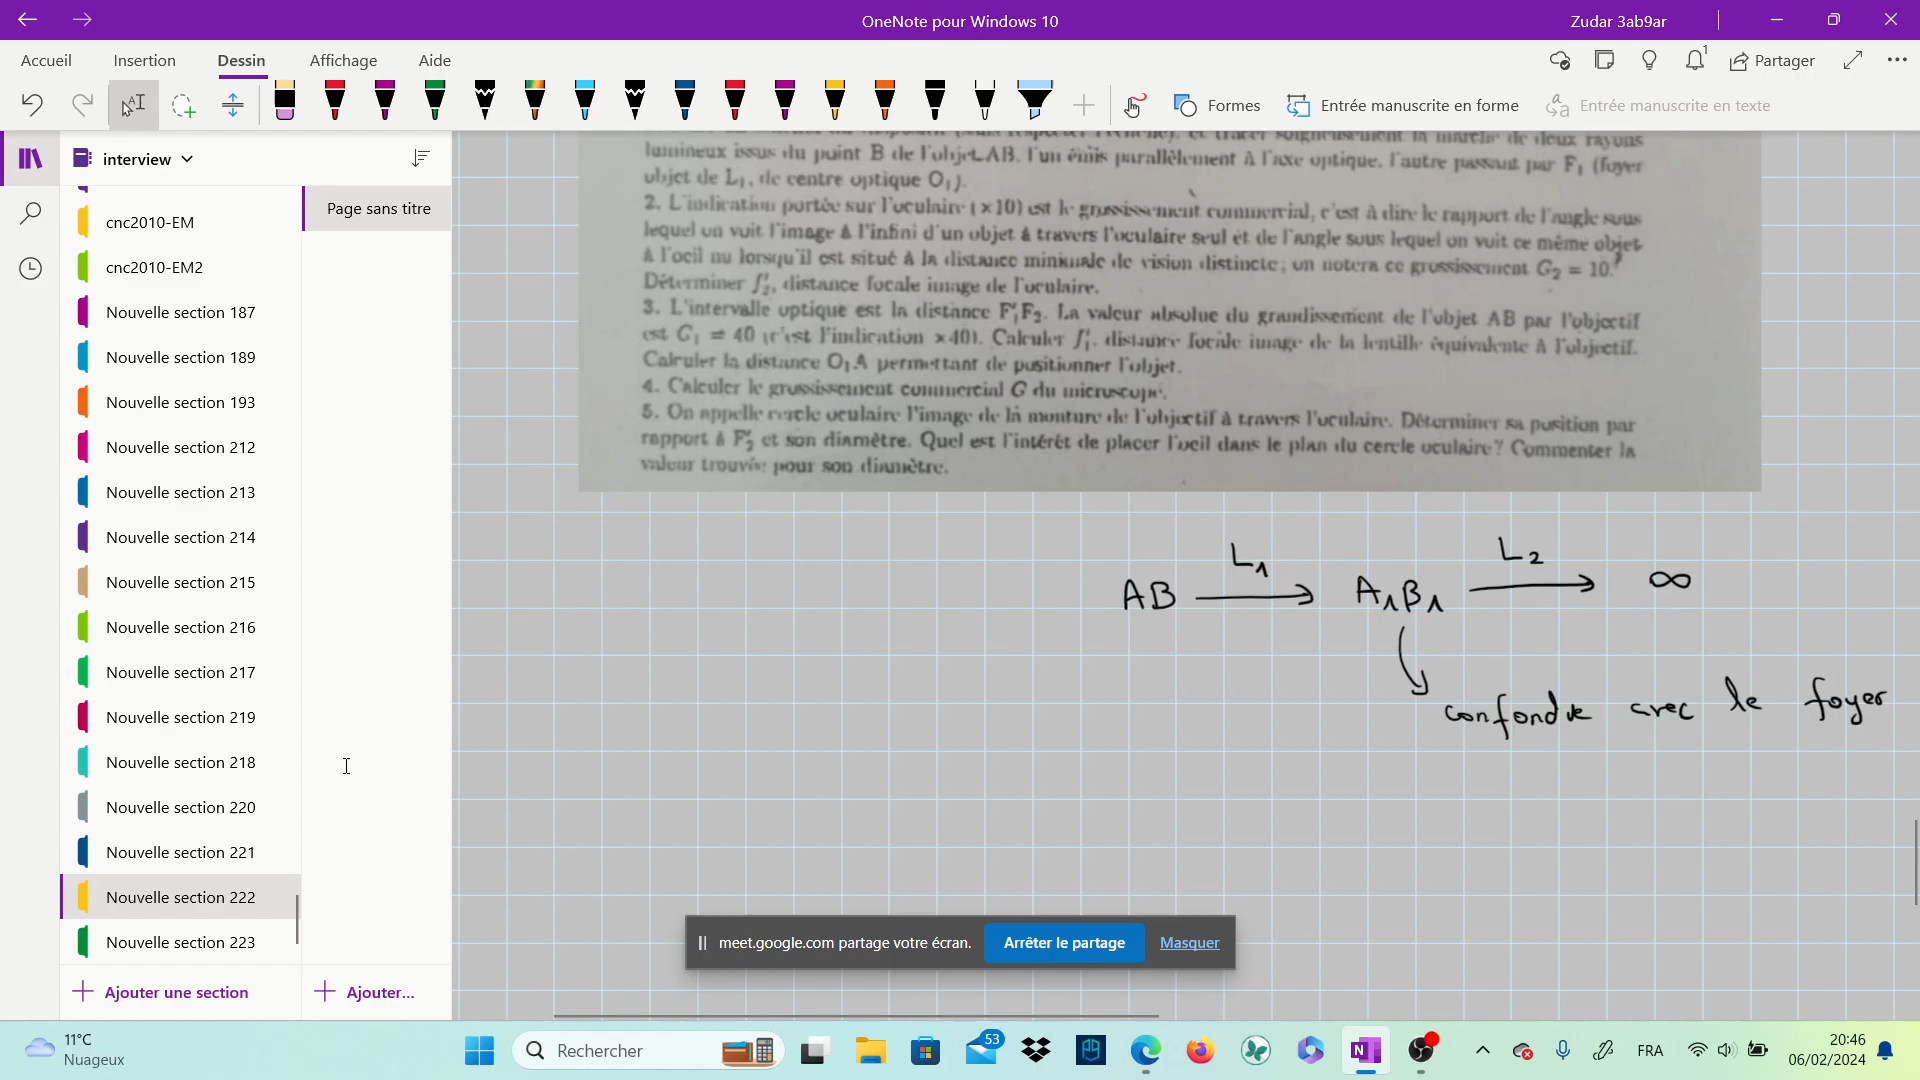 OneNote pour Windows 10
Zudar 3ab9ar
Accueil Insertion Dessin Affichage Aide
1
Partager
Formes
Entrée manuscrite en forme
Entrée manuscrite en texte
interview
cnc2010-EM
cnc2010-EM2
Nouvelle section 187
Nouvelle section 189
Nouvelle section 193
Nouvelle section 212
Nouvelle section 213
Nouvelle section 214
Nouvelle section 215
Nouvelle section 216
Nouvelle section 217
Nouvelle section 219
Nouvelle section 218
Nouvelle section 220
Nouvelle section 221
Nouvelle section 222
Nouvelle section 223
Ajouter une section
Page sans titre
Ajouter...
et tracer soigneusement la marche de deux rayons
lumineux issus du point B de l'objet AB, l'un émis parallèlement à l'axe optique, l'autre passant par F₁ (foyer
objet de L₁, de centre optique O₁).
2. L'indication portée sur l'oculaire (×10) est le grossissement commercial, c'est à dire le rapport de l'angle sous
lequel on voit l'image à l'infini d'un objet à travers l'oculaire seul et de l'angle sous lequel on voit ce même objet
à l'oeil nu lorsqu'il est situé à la distance minimale de vision distincte; on notera ce grossissement G₂ = 10.
Déterminer f'₂, distance focale image de l'oculaire.
3. L'intervalle optique est la distance F'₁F₂. La valeur absolue du grandissement de l'objet AB par l'objectif
est G₁ = 40 (c'est l'indication ×40). Calculer f'₁, distance focale image de la lentille équivalente à l'objectif.
Calculer la distance O₁A permettant de positionner l'objet.
4. Calculer le grossissement commercial G du microscope.
5. On appelle cercle oculaire l'image de la monture de l'objectif à travers l'oculaire. Déterminer sa position par
rapport à F'₂ et son diamètre. Quel est l'intérêt de placer l'oeil dans le plan du cercle oculaire? Commenter la
valeur trouvée pour son diamètre.
L₁ L₂
AB → A₁B₁ → ∞
confondue avec le foyer
meet.google.com partage votre écran. Arrêter le partage Masquer
11°C
Nuageux
Rechercher
53
FRA
20:46
06/02/2024